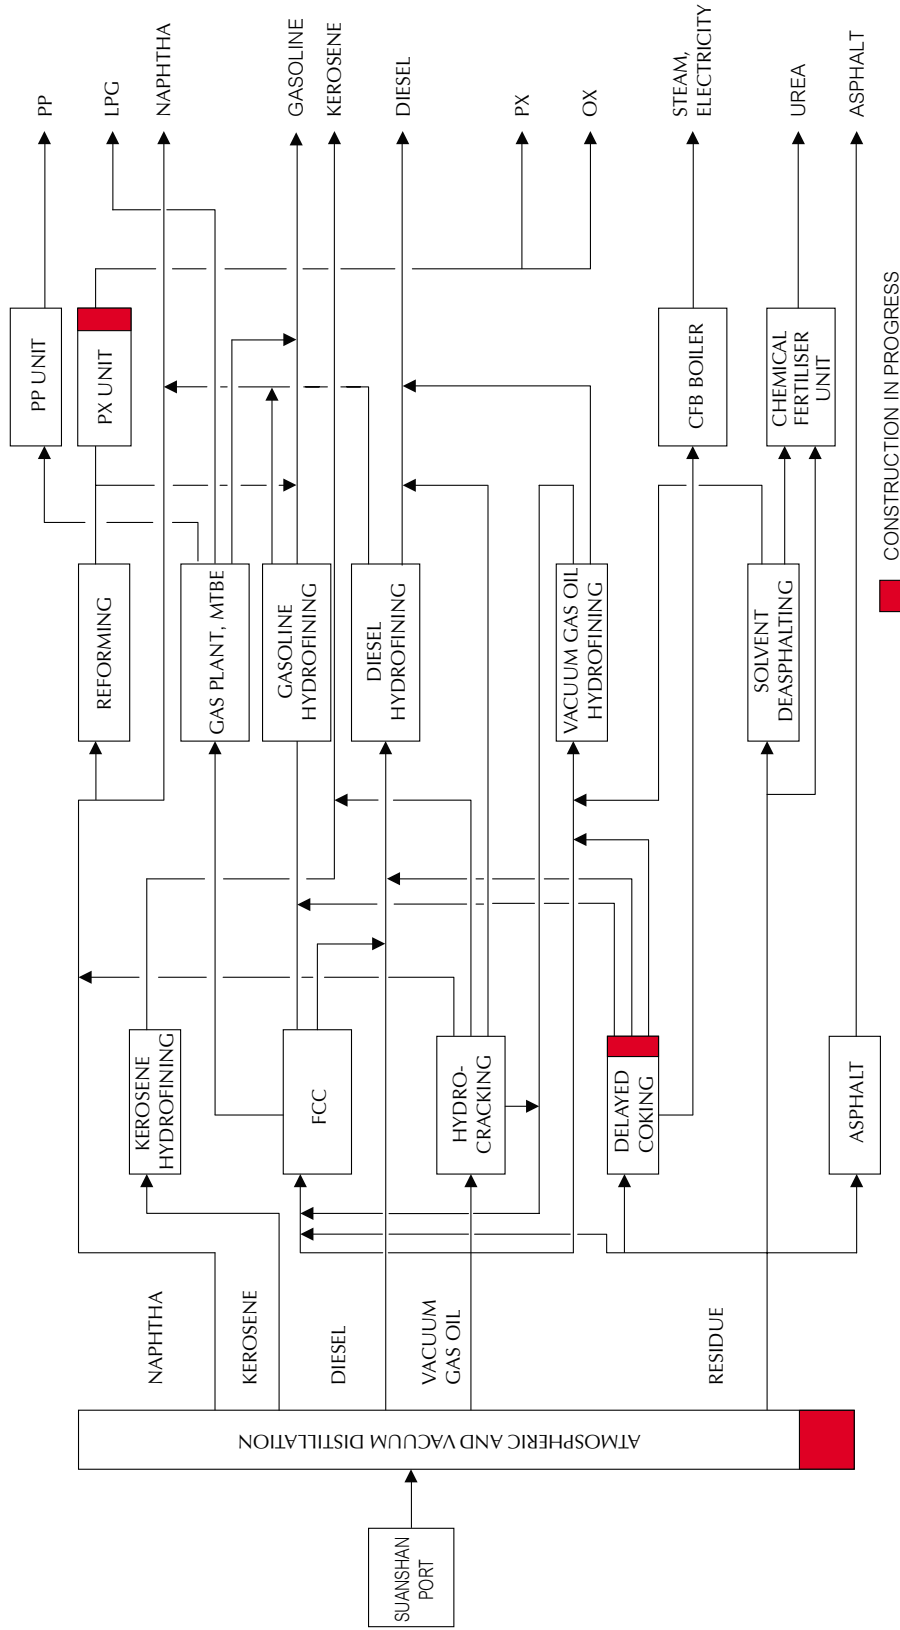 SUANSHAN
PORT
ATMOSPHERIC AND VACUUM DISTILLATION
NAPHTHA
KEROSENE
DIESEL
VACUUM
GAS OIL
RESIDUE
KEROSENE
HYDROFINING
FCC
HYDRO-
CRACKING
DELAYED
COKING
ASPHALT
REFORMING
GAS PLANT, MTBE
GASOLINE
HYDROFINING
DIESEL
HYDROFINING
VACUUM GAS OIL
HYDROFINING
SOLVENT
DEASPHALTING
PP UNIT
PX UNIT
CFB BOILER
CHEMICAL
FERTILISER
UNIT
PP
LPG
NAPHTHA
GASOLINE
KEROSENE
DIESEL
PX
OX
STEAM,
ELECTRICITY
UREA
ASPHALT
CONSTRUCTION IN PROGRESS